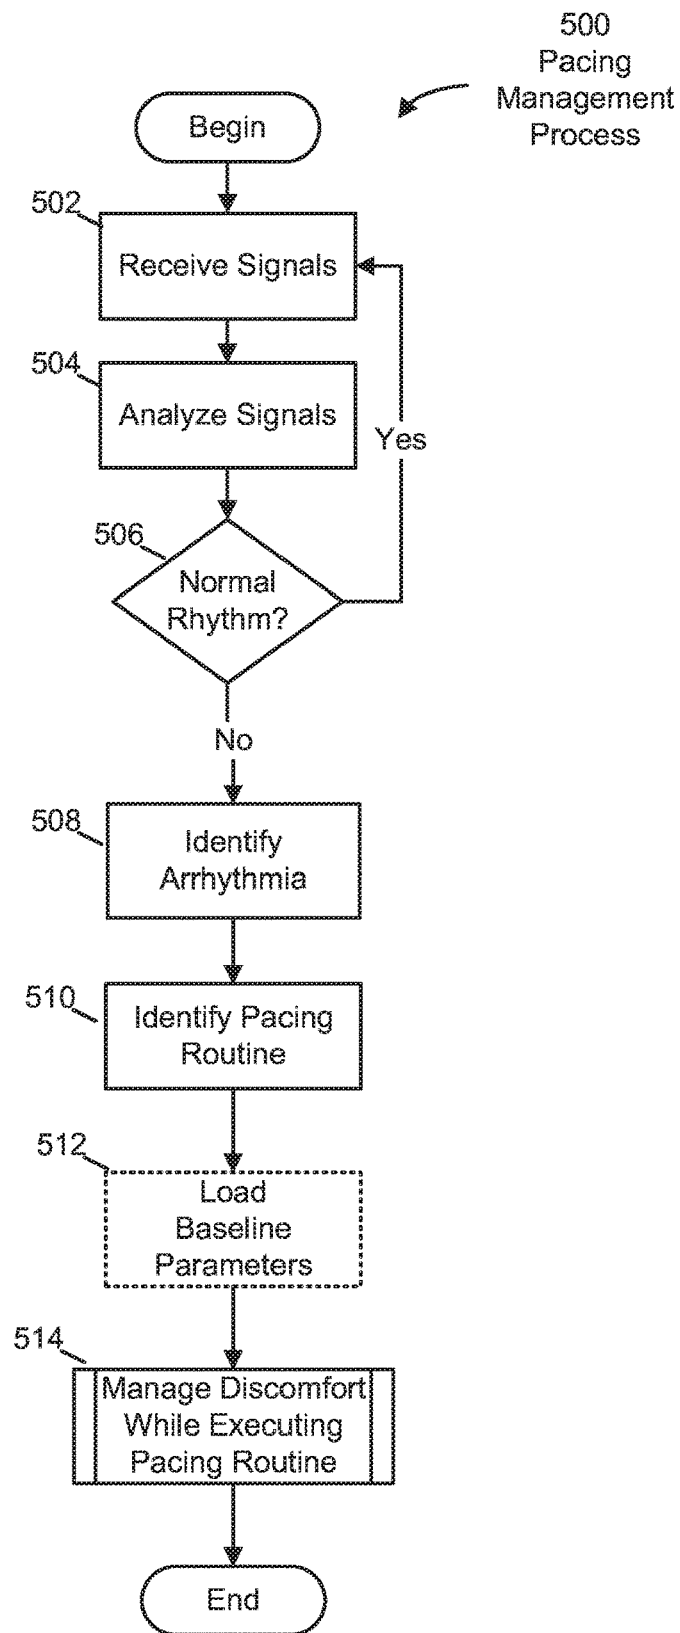 500
Pacing
Management
Process
Begin
502
Receive Signals
504
Analyze Signals
Yes
506
Normal
Rhythm?
No
508
Identify
Arrhythmia
510
Identify Pacing
Routine
512
Load
Baseline
Parameters
514
Manage Discomfort
While Executing
Pacing Routine
End